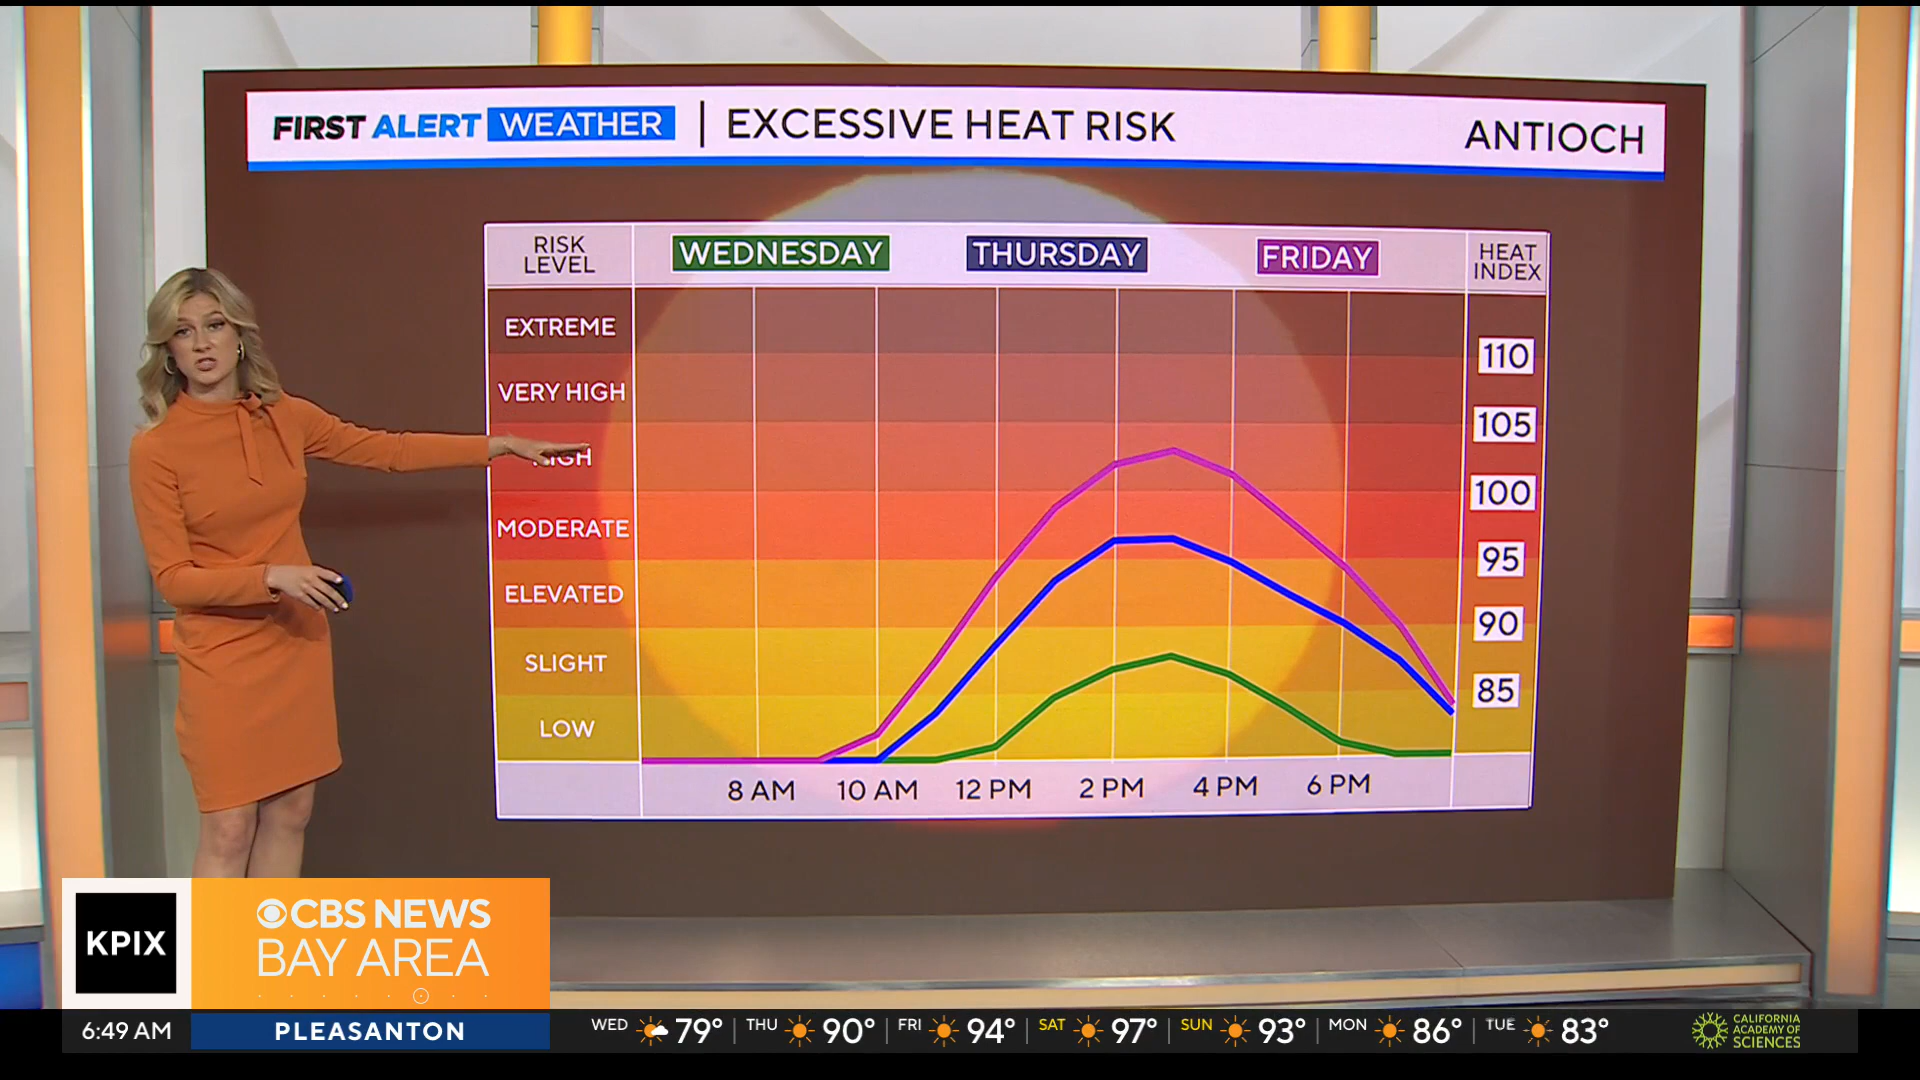 FIRST ALERT WEATHER | EXCESSIVE HEAT RISK
ANTIOCH
RISK LEVEL
WEDNESDAY
THURSDAY
FRIDAY
HEAT INDEX
EXTREME
VERY HIGH
HIGH
MODERATE
ELEVATED
SLIGHT
LOW
110
105
100
95
90
85
8 AM
10 AM
12 PM
2 PM
4 PM
6 PM
KPIX
CBS NEWS
BAY AREA
6:49 AM
PLEASANTON
WED 79° | THU 90° | FRI 94° | SAT 97° | SUN 93° | MON 86° | TUE 83°
CALIFORNIA
ACADEMY OF
SCIENCES